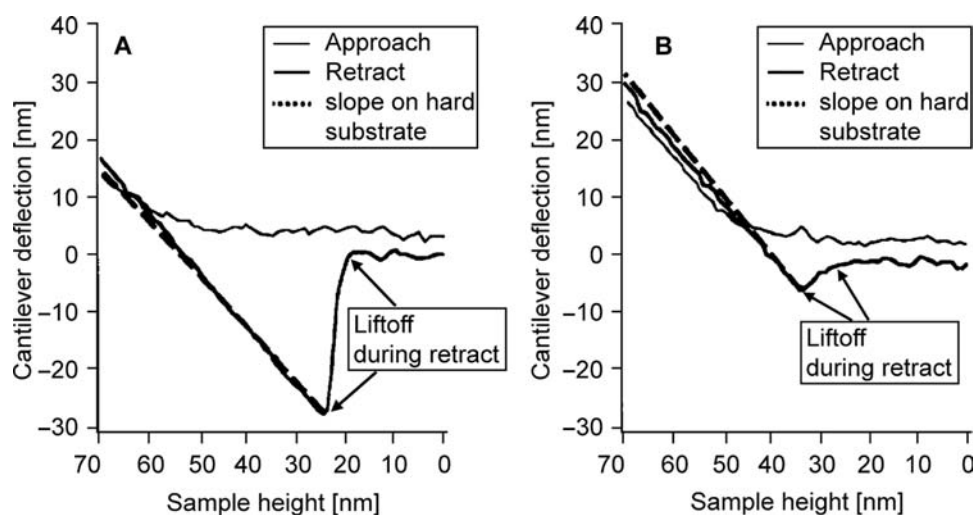 A
Approach
Retract
slope on hard
substrate
Cantilever deflection [nm]
40
30
20
10
0
−10
−20
−30
Liftoff
during retract
70 60 50 40 30 20 10 0
Sample height [nm]
B
Approach
Retract
slope on hard
substrate
Cantilever deflection [nm]
40
30
20
10
0
−10
−20
−30
Liftoff
during retract
70 60 50 40 30 20 10 0
Sample height [nm]